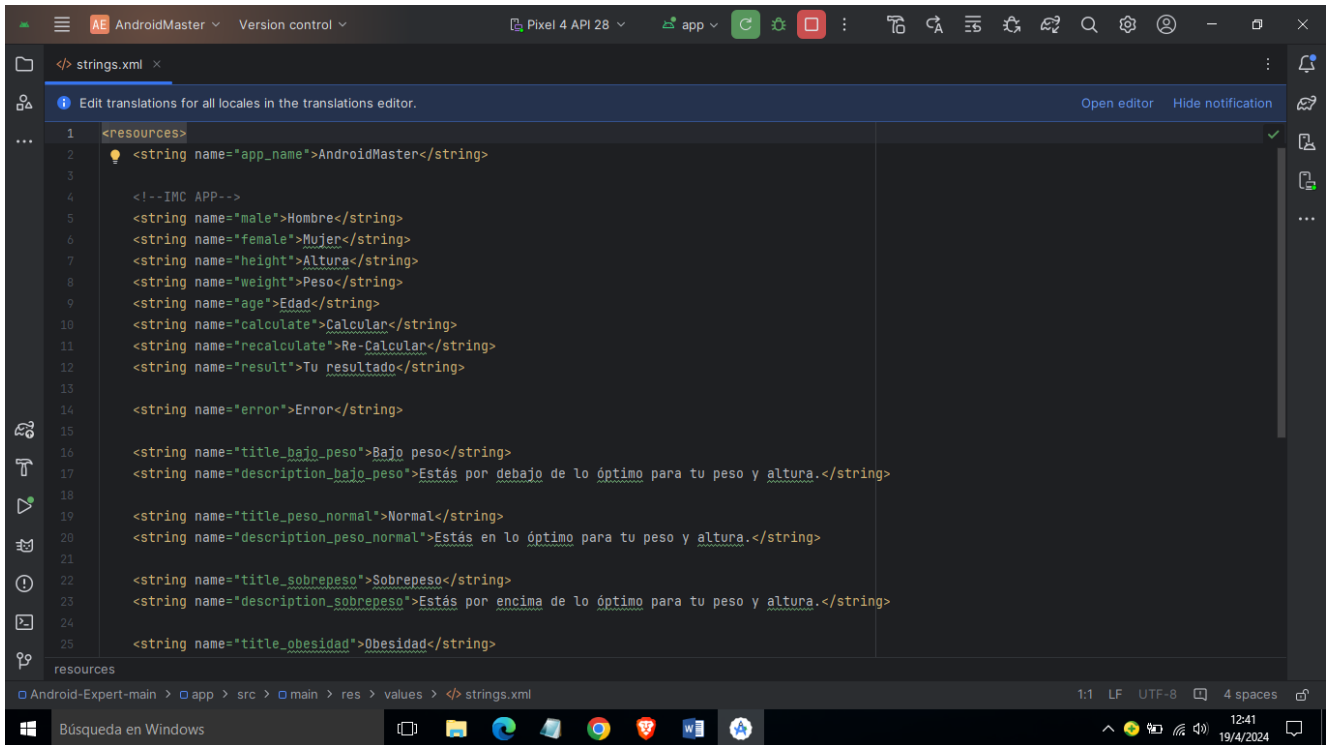 AE AndroidMaster Version control Pixel 4 API 28 app
strings.xml
Edit translations for all locales in the translations editor. Open editor Hide notification
1 <resources>
2 <string name="app_name">AndroidMaster</string>
3
4 <!--IMC APP-->
5 <string name="male">Hombre</string>
6 <string name="female">Mujer</string>
7 <string name="height">Altura</string>
8 <string name="weight">Peso</string>
9 <string name="age">Edad</string>
10 <string name="calculate">Calcular</string>
11 <string name="recalculate">Re-Calcular</string>
12 <string name="result">Tu resultado</string>
13
14 <string name="error">Error</string>
15
16 <string name="title_bajo_peso">Bajo peso</string>
17 <string name="description_bajo_peso">Estás por debajo de lo óptimo para tu peso y altura.</string>
18
19 <string name="title_peso_normal">Normal</string>
20 <string name="description_peso_normal">Estás en lo óptimo para tu peso y altura.</string>
21
22 <string name="title_sobrepeso">Sobrepeso</string>
23 <string name="description_sobrepeso">Estás por encima de lo óptimo para tu peso y altura.</string>
24
25 <string name="title_obesidad">Obesidad</string>
resources
Android-Expert-main > app > src > main > res > values > strings.xml 1:1 LF UTF-8 4 spaces
Búsqueda en Windows 12:41
19/4/2024